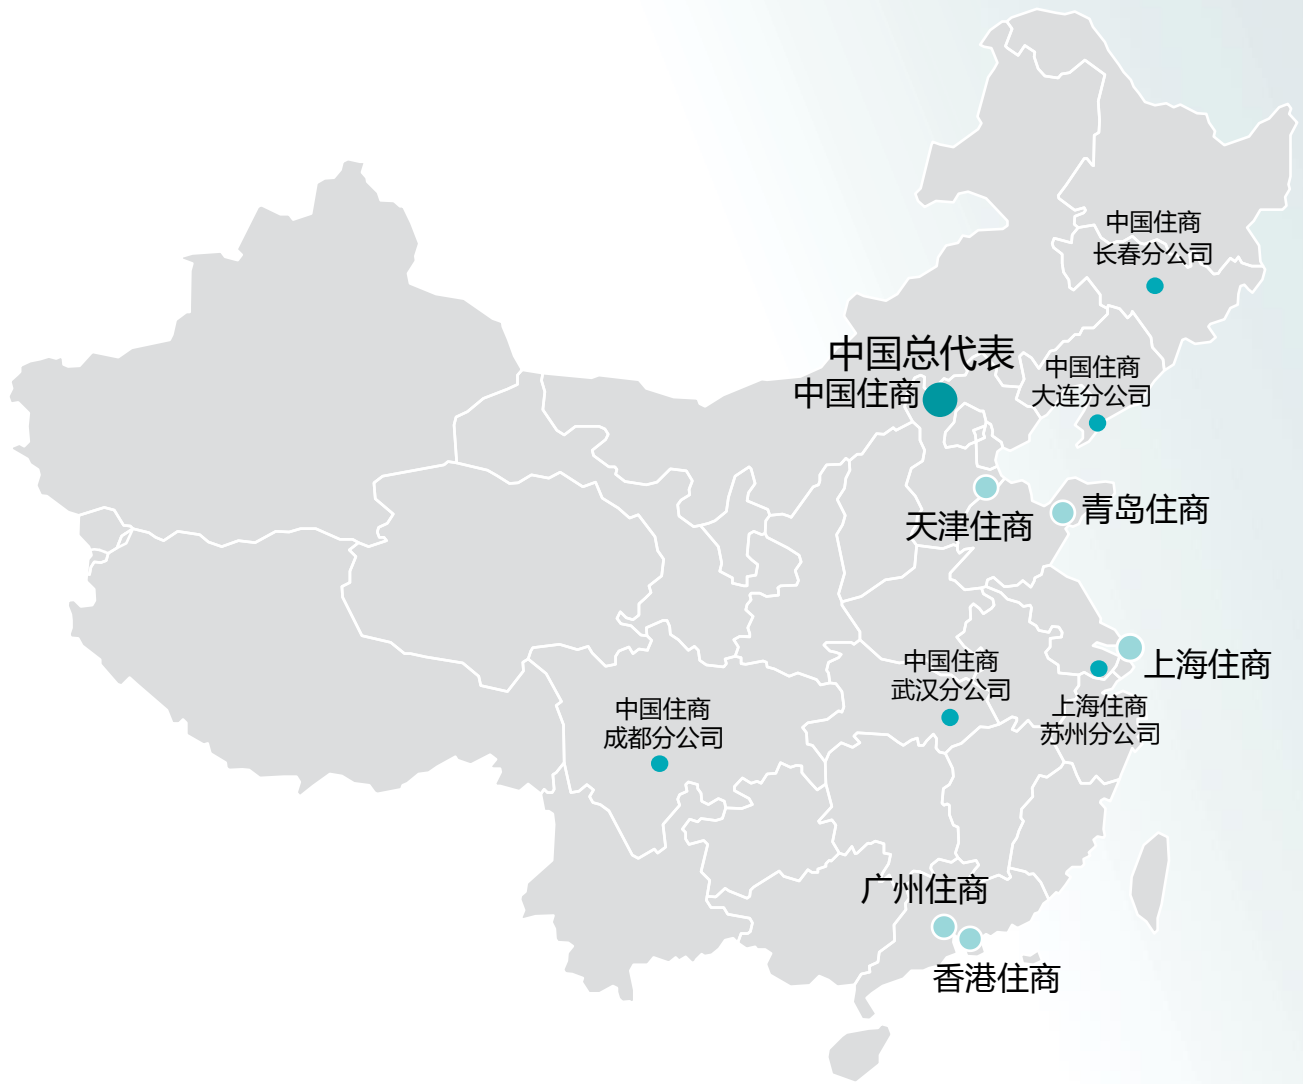 中国住商
长春分公司
中国总代表
中国住商
中国住商
大连分公司
天津住商
青岛住商
上海住商
中国住商
武汉分公司
上海住商
苏州分公司
中国住商
成都分公司
广州住商
香港住商